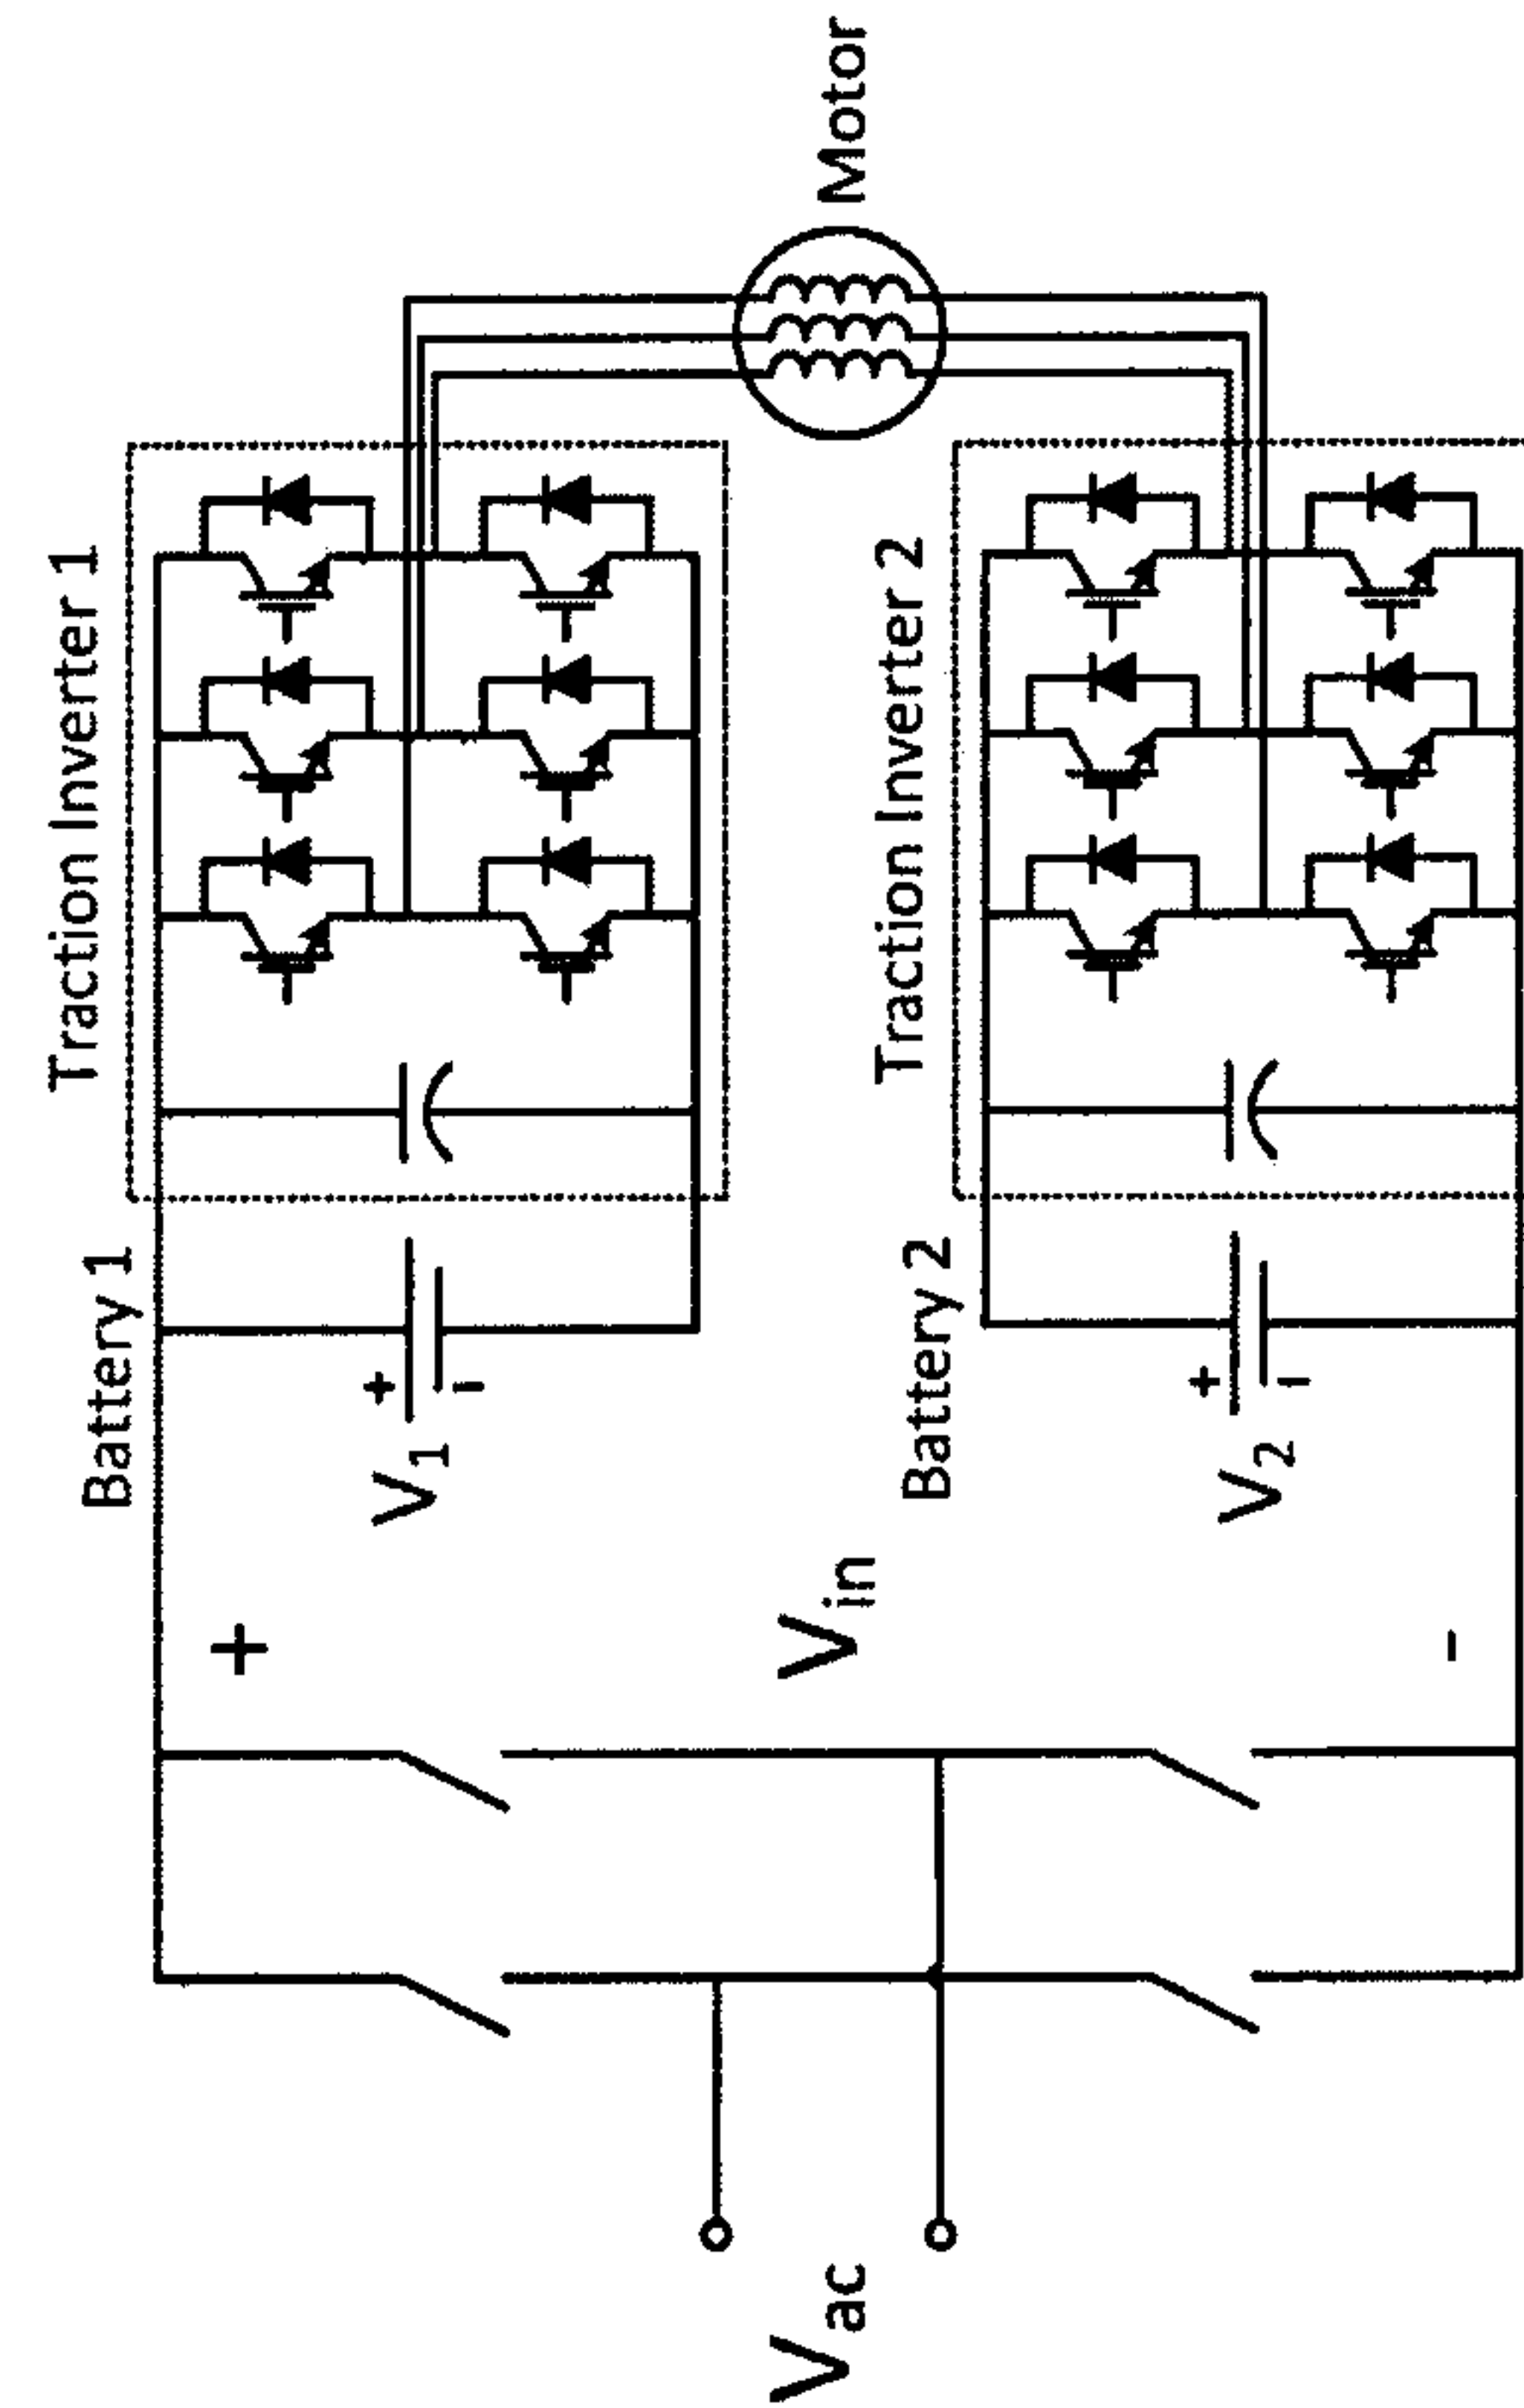 Traction Inverter 1
Battery 1
+
V1
-
+
Vin
-
Motor
Traction Inverter 2
Battery 2
+
V2
-
Vac